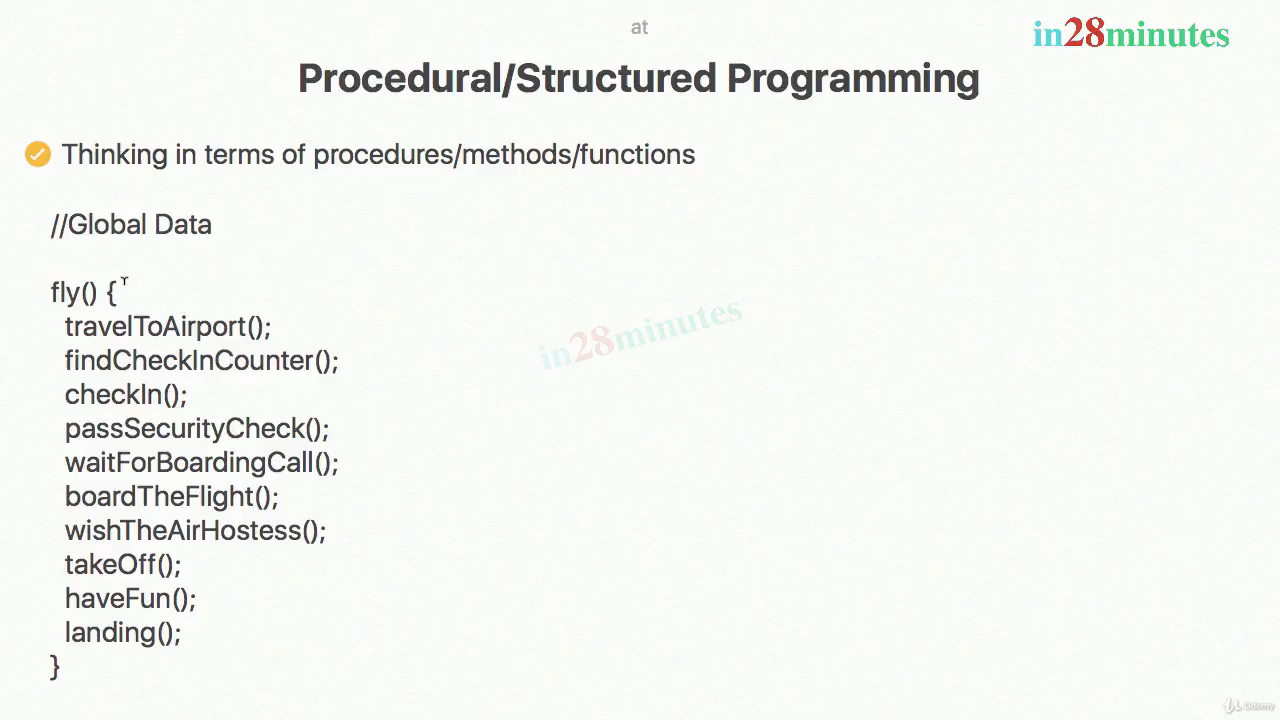 at
in28minutes
Procedural/Structured Programming
Thinking in terms of procedures/methods/functions
//Global Data
fly() {
travelToAirport();
findCheckInCounter();
checkIn();
passSecurityCheck();
waitForBoardingCall();
boardTheFlight();
wishTheAirHostess();
takeOff();
haveFun();
landing();
}
in28minutes
Udemy